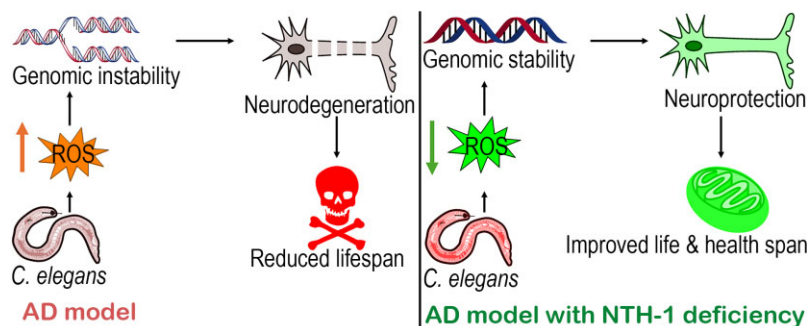 Genomic instability
Neurodegeneration
ROS
Reduced lifespan
C. elegans
AD model
Genomic stability
Neuroprotection
ROS
Improved life & health span
C. elegans
AD model with NTH-1 deficiency